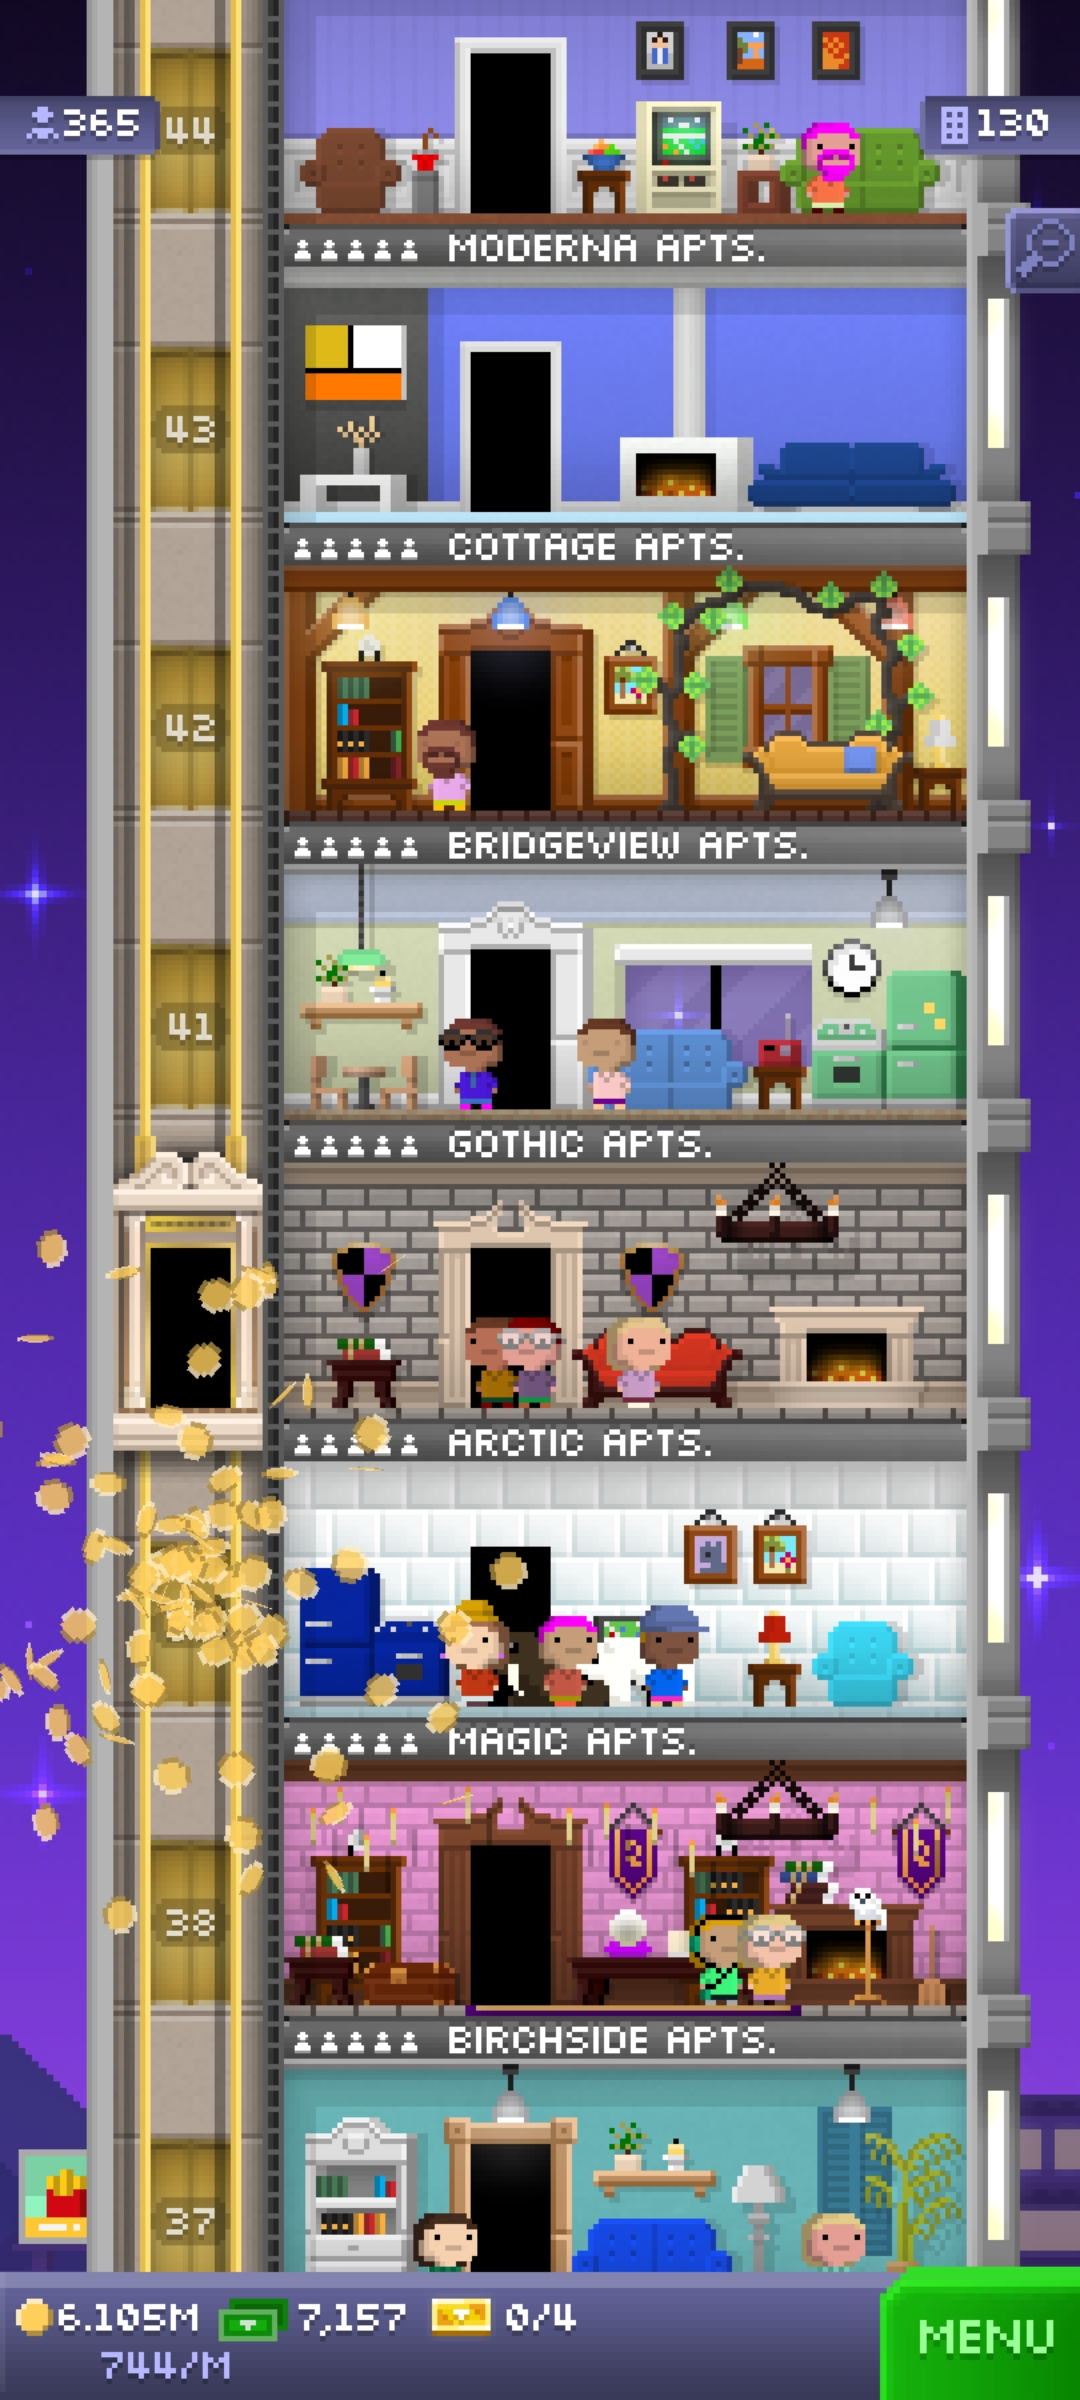 365
44
130
MODERNA APTS.
43
COTTAGE APTS.
42
BRIDGEVIEW APTS.
41
GOTHIC APTS.
ARCTIC APTS.
MAGIC APTS.
38
BIRCHSIDE APTS.
37
6.105M 7,157 0/4
744/M
MENU